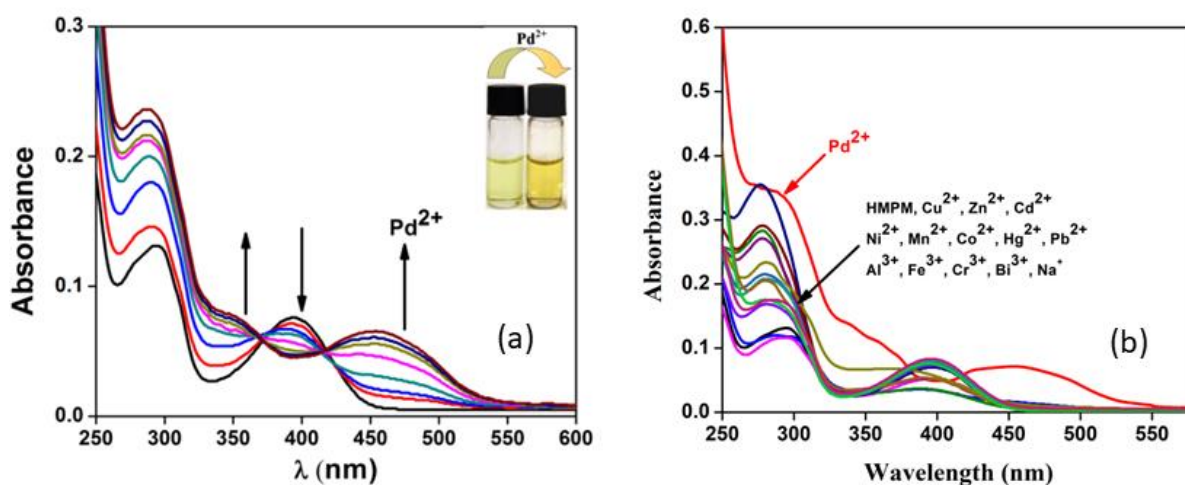 0.3
0.2
0.1
0.0
Absorbance
250 300 350 400 450 500 550 600
λ (nm)
Pd²⁺
Pd²⁺
(a)
0.6
0.5
0.4
0.3
0.2
0.1
0.0
Absorbance
250 300 350 400 450 500 550
Wavelength (nm)
Pd²⁺
HMPM, Cu²⁺, Zn²⁺, Cd²⁺
Ni²⁺, Mn²⁺, Co²⁺, Hg²⁺, Pb²⁺
Al³⁺, Fe³⁺, Cr³⁺, Bi³⁺, Na⁺
(b)